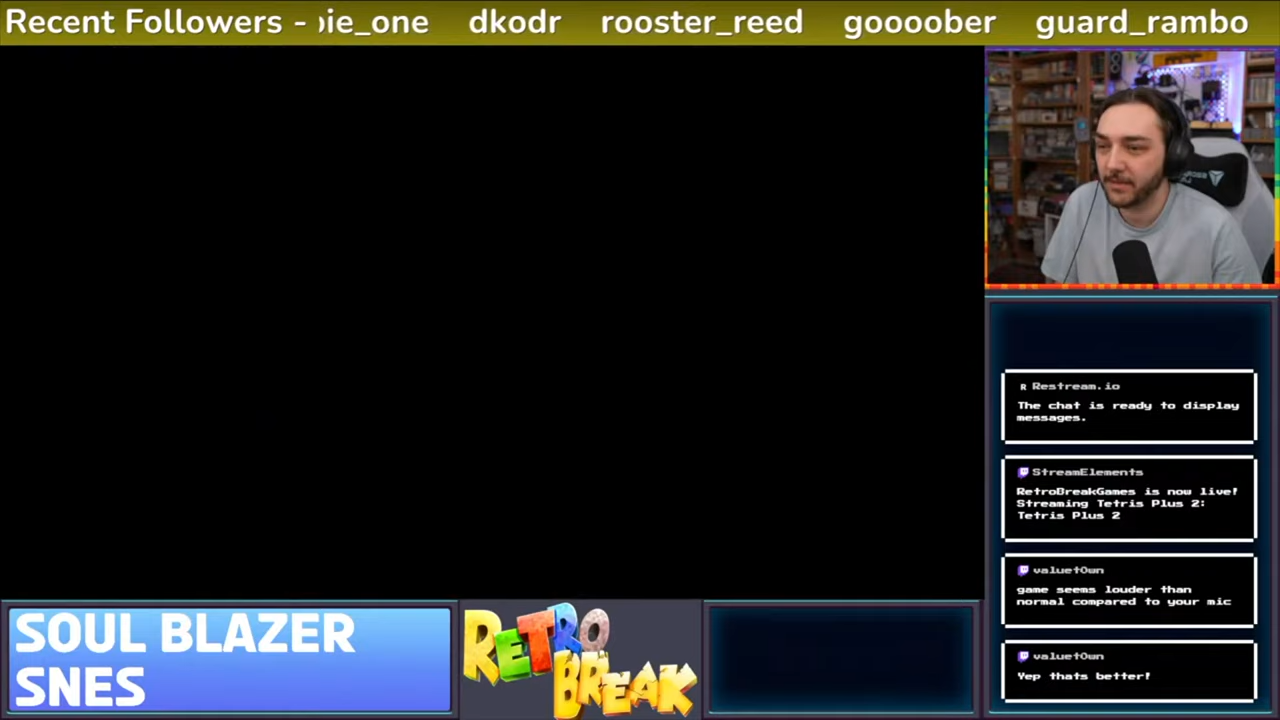 Recent Followers - pie_one dkodr rooster_reed goooober guard_rambo
Restream.io
The chat is ready to display
messages.
StreamElements
RetroBreakGames is now live!
Streaming Tetris Plus 2:
Tetris Plus 2
valuetOwn
game seems louder than
normal compared to your mic
valuetOwn
Yep thats better!
SOUL BLAZER
SNES
RETRO
BREAK